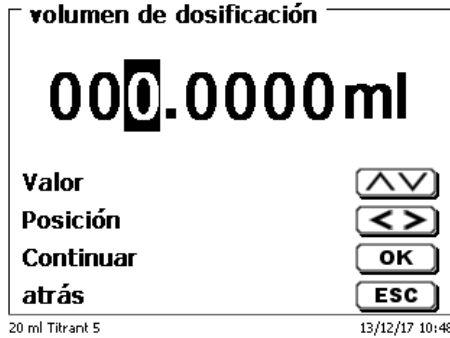 volumen de dosificación
000.0000 ml
Valor ∧∨
Posición < >
Continuar OK
atrás ESC
20 ml Titrant 5 13/12/17 10:48